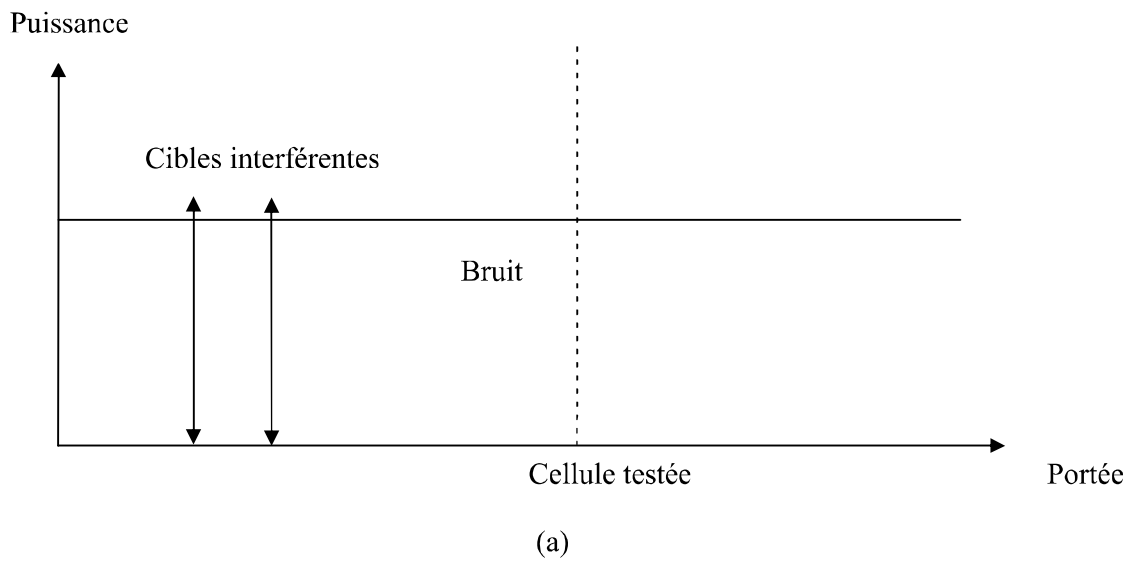 Puissance
Cibles interférentes
Bruit
Cellule testée
Portée
(a)